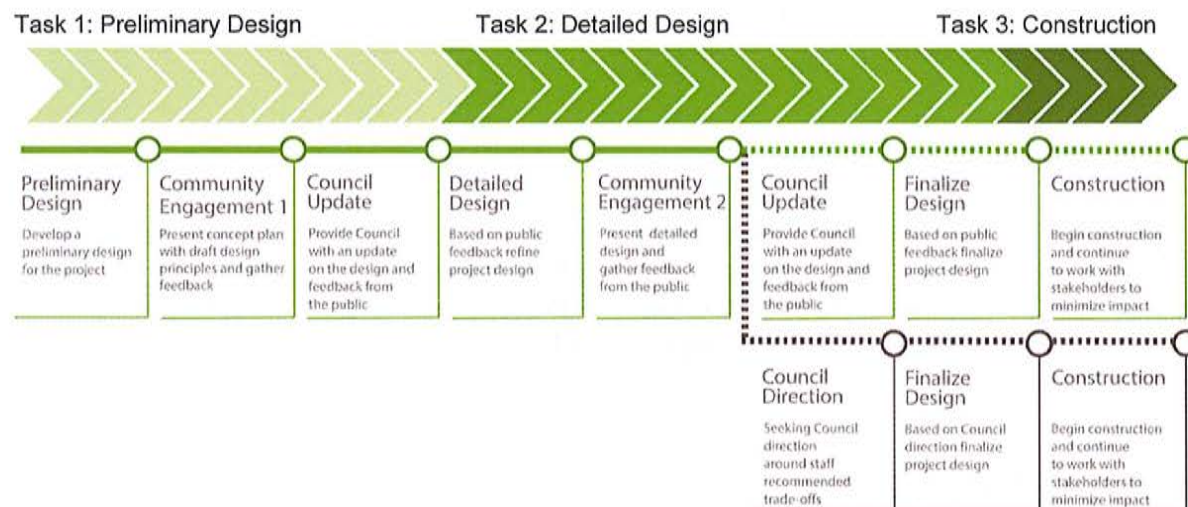 Task 1: Preliminary Design
Task 2: Detailed Design
Task 3: Construction
Preliminary
Design
Develop a
preliminary design
for the project
Community
Engagement 1
Present concept plan
with draft design
principles and gather
feedback
Council
Update
Provide Council
with an update
on the design and
feedback from
the public
Detailed
Design
Based on public
feedback refine
project design
Community
Engagement 2
Present detailed
design and
gather feedback
from the public
Council
Update
Provide Council
with an update
on the design and
feedback from
the public
Finalize
Design
Based on public
feedback finalize
project design
Construction
Begin construction
and continue
to work with
stakeholders to
minimize impact
Council
Direction
Seeking Council
direction
around staff
recommended
trade-offs
Finalize
Design
Based on Council
direction finalize
project design
Construction
Begin construction
and continue
to work with
stakeholders to
minimize impact